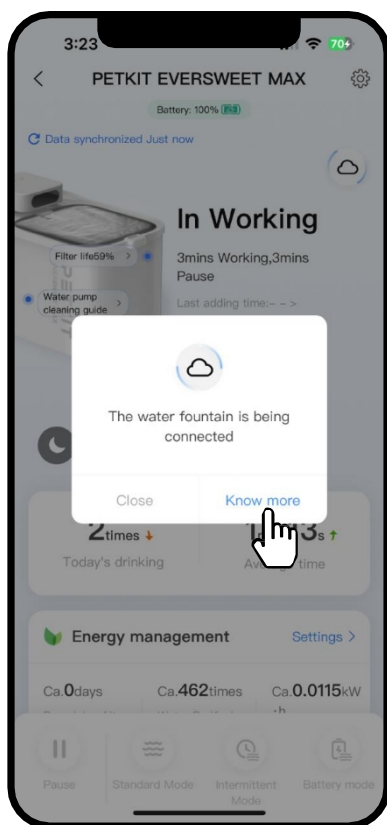 3:23
70
PETKIT EVERSWEET MAX
Battery: 100%
Data synchronized Just now
In Working
Filter life59% >
3mins Working,3mins
Pause
Water pump
cleaning guide >
Last adding time:-- >
The water fountain is being
connected
Close
Know more
2times
3s
Today's drinking
time
Energy management
Settings >
Ca.0days
Ca.462times
Ca.0.0115kW
·h
Pause
Standard Mode
Intermittent
Mode
Battery mode